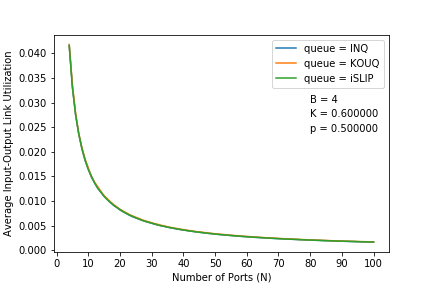 queue = INQ
queue = KOUQ
queue = iSLIP
B = 4
K = 0.600000
p = 0.500000
Average Input-Output Link Utilization
0.040
0.035
0.030
0.025
0.020
0.015
0.010
0.005
0.000
0 10 20 30 40 50 60 70 80 90 100
Number of Ports (N)